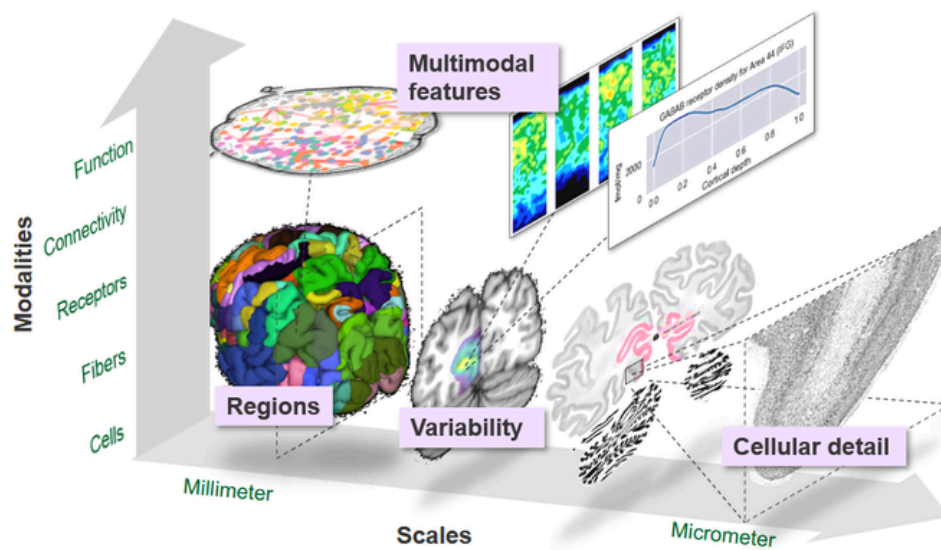 Multimodal
features
GABAB receptor density for Area 44 (IFG)
fmol/mg
2000
0
0.0
0.2
0.4
0.6
0.8
1.0
Cortical depth
Modalities
Function
Connectivity
Receptors
Fibers
Cells
Regions
Variability
Cellular detail
Millimeter
Micrometer
Scales